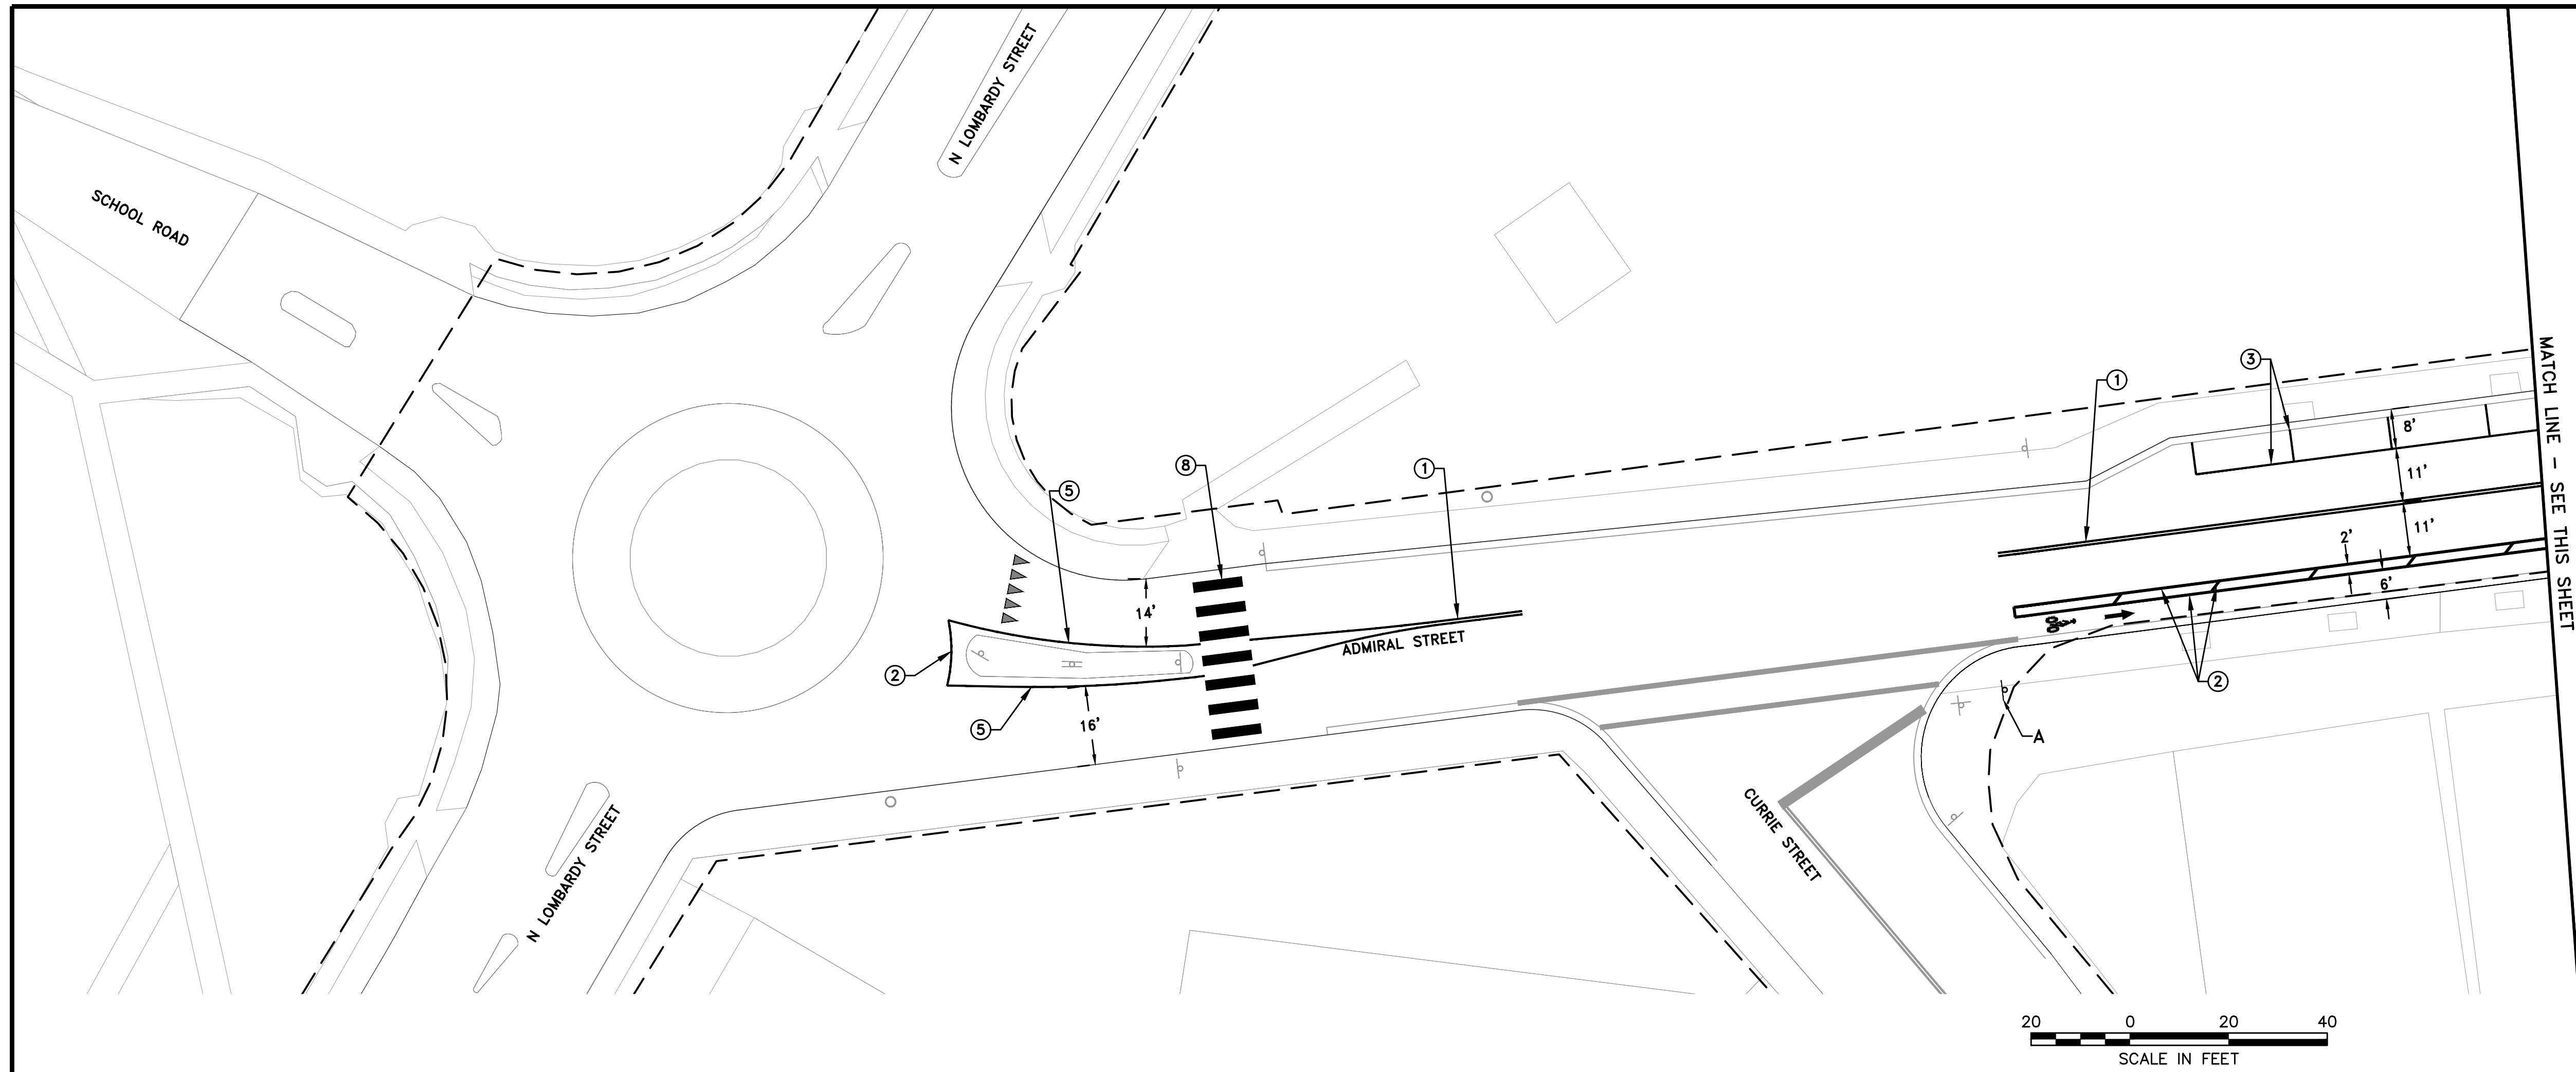 N LOMBARDY STREET
SCHOOL ROAD
MATCH LINE - SEE THIS SHEET
3
1
8'
11'
8
1
5
11'
2'
6'
14'
ADMIRAL STREET
2
2
5
16'
A
CURRIE STREET
N LOMBARDY STREET
20 0 20 40
SCALE IN FEET